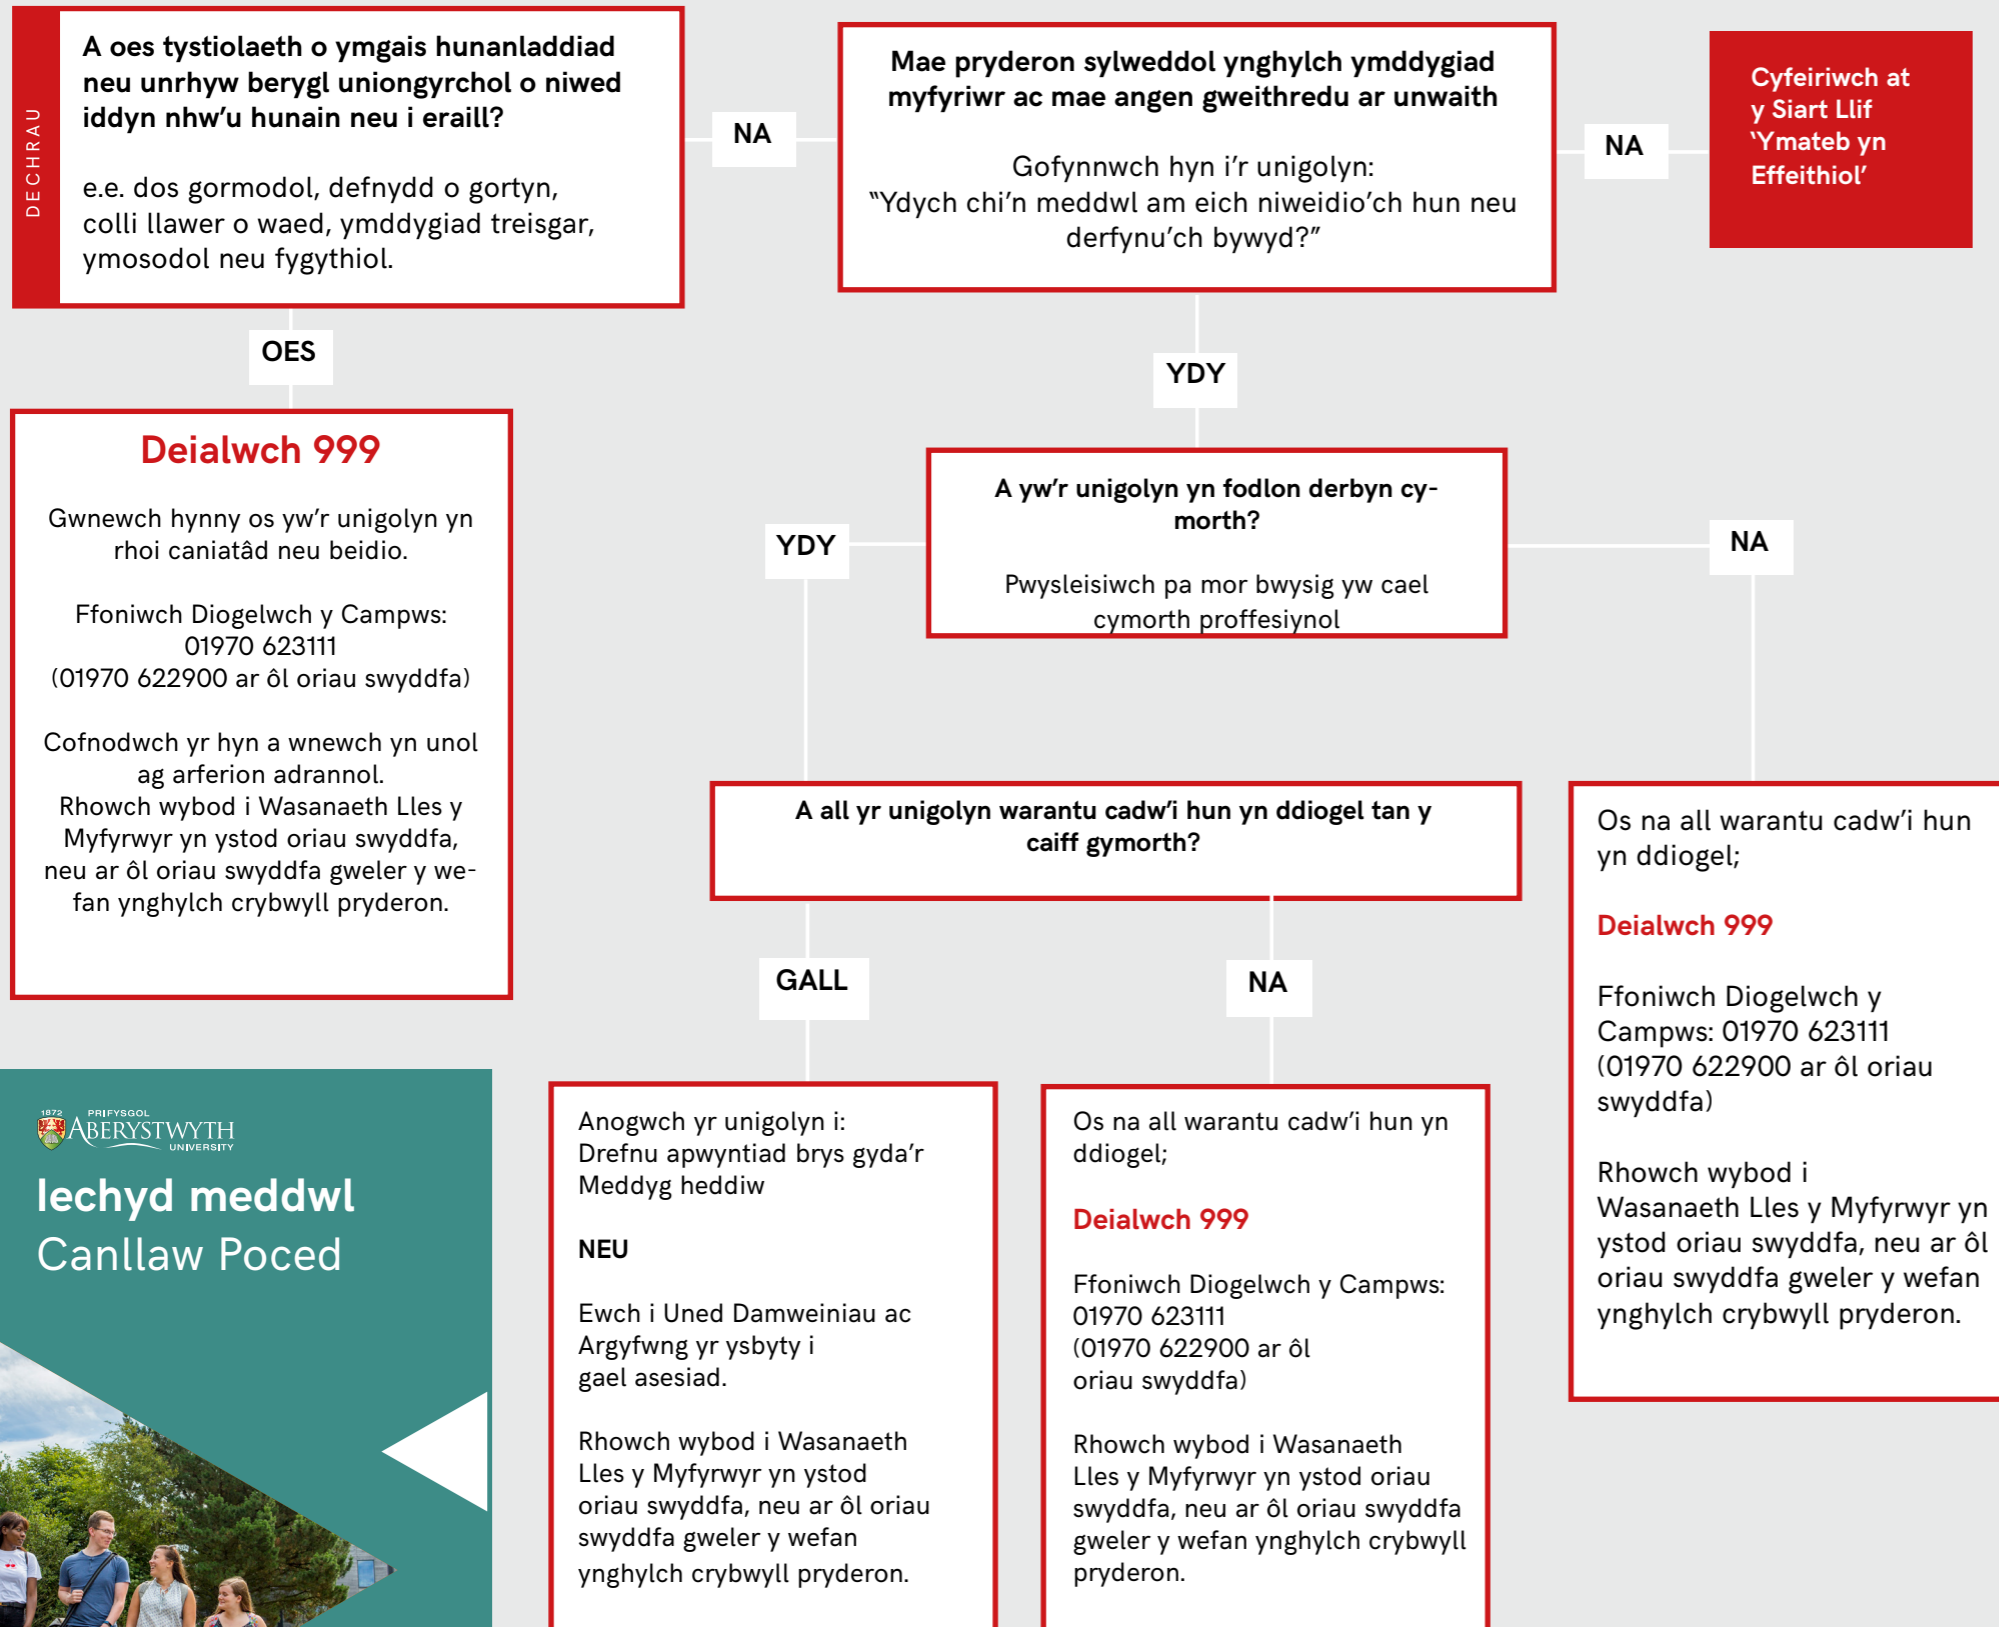 DECHRAU
A oes tystiolaeth o ymgais hunanladdiad
neu unrhyw berygl uniongyrchol o niwed
iddyn nhw'u hunain neu i eraill?
e.e. dos gormodol, defnydd o gortyn,
colli llawer o waed, ymddygiad treisgar,
ymosodol neu fygythiol.
NA
Mae pryderon sylweddol ynghylch ymddygiad
myfyriwr ac mae angen gweithredu ar unwaith
Gofynnwch hyn i'r unigolyn:
“Ydych chi'n meddwl am eich niweidio'ch hun neu
derfynu'ch bywyd?”
NA
Cyfeiriwch at
y Siart Llif
‘Ymateb yn
Effeithiol’
OES
YDY
Deialwch 999
Gwnewch hynny os yw'r unigolyn yn
rhoi caniatâd neu beidio.
Ffoniwch Diogelwch y Campws:
01970 623111
(01970 622900 ar ôl oriau swyddfa)
Cofnodwch yr hyn a wnewch yn unol
ag arferion adrannol.
Rhowch wybod i Wasanaeth Lles y
Myfyrwyr yn ystod oriau swyddfa,
neu ar ôl oriau swyddfa gweler y we-
fan ynghylch crybwyll pryderon.
YDY
A yw'r unigolyn yn fodlon derbyn cy-
morth?
Pwysleisiwch pa mor bwysig yw cael
cymorth proffesiynol
NA
A all yr unigolyn warantu cadw'i hun yn ddiogel tan y
caiff gymorth?
GALL
NA
Os na all warantu cadw'i hun
yn ddiogel;
Deialwch 999
Ffoniwch Diogelwch y
Campws: 01970 623111
(01970 622900 ar ôl oriau
swyddfa)
Rhowch wybod i
Wasanaeth Lles y Myfyrwyr yn
ystod oriau swyddfa, neu ar ôl
oriau swyddfa gweler y wefan
ynghylch crybwyll pryderon.
1872 PRIFYSGOL
ABERYSTWYTH
UNIVERSITY
Iechyd meddwl
Canllaw Poced
Anogwch yr unigolyn i:
Drefnu apwyntiad brys gyda'r
Meddyg heddiw
NEU
Ewch i Uned Damweiniau ac
Argyfwng yr ysbyty i
gael asesiad.
Rhowch wybod i Wasanaeth
Lles y Myfyrwyr yn ystod
oriau swyddfa, neu ar ôl oriau
swyddfa gweler y wefan
ynghylch crybwyll pryderon.
Os na all warantu cadw'i hun yn
ddiogel;
Deialwch 999
Ffoniwch Diogelwch y Campws:
01970 623111
(01970 622900 ar ôl
oriau swyddfa)
Rhowch wybod i Wasanaeth
Lles y Myfyrwyr yn ystod oriau
swyddfa, neu ar ôl oriau swyddfa
gweler y wefan ynghylch crybwyll
pryderon.